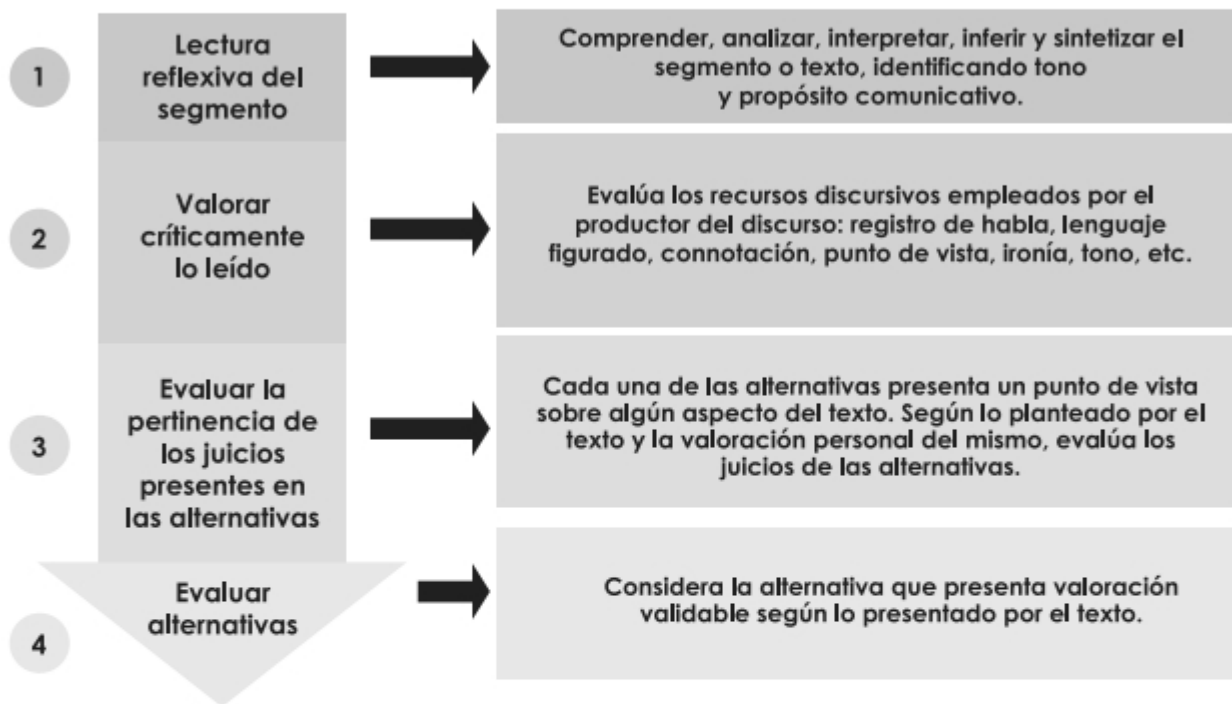 1
Lectura
reflexiva del
segmento
Comprender, analizar, interpretar, inferir y sintetizar el
segmento o texto, identificando tono
y propósito comunicativo.
2
Valorar
críticamente
lo leído
Evalúa los recursos discursivos empleados por el
productor del discurso: registro de habla, lenguaje
figurado, connotación, punto de vista, ironía, tono, etc.
3
Evaluar la
pertinencia de
los juicios
presentes en
las alternativas
Cada una de las alternativas presenta un punto de vista
sobre algún aspecto del texto. Según lo planteado por el
texto y la valoración personal del mismo, evalúa los
juicios de las alternativas.
4
Evaluar
alternativas
Considera la alternativa que presenta valoración
validable según lo presentado por el texto.